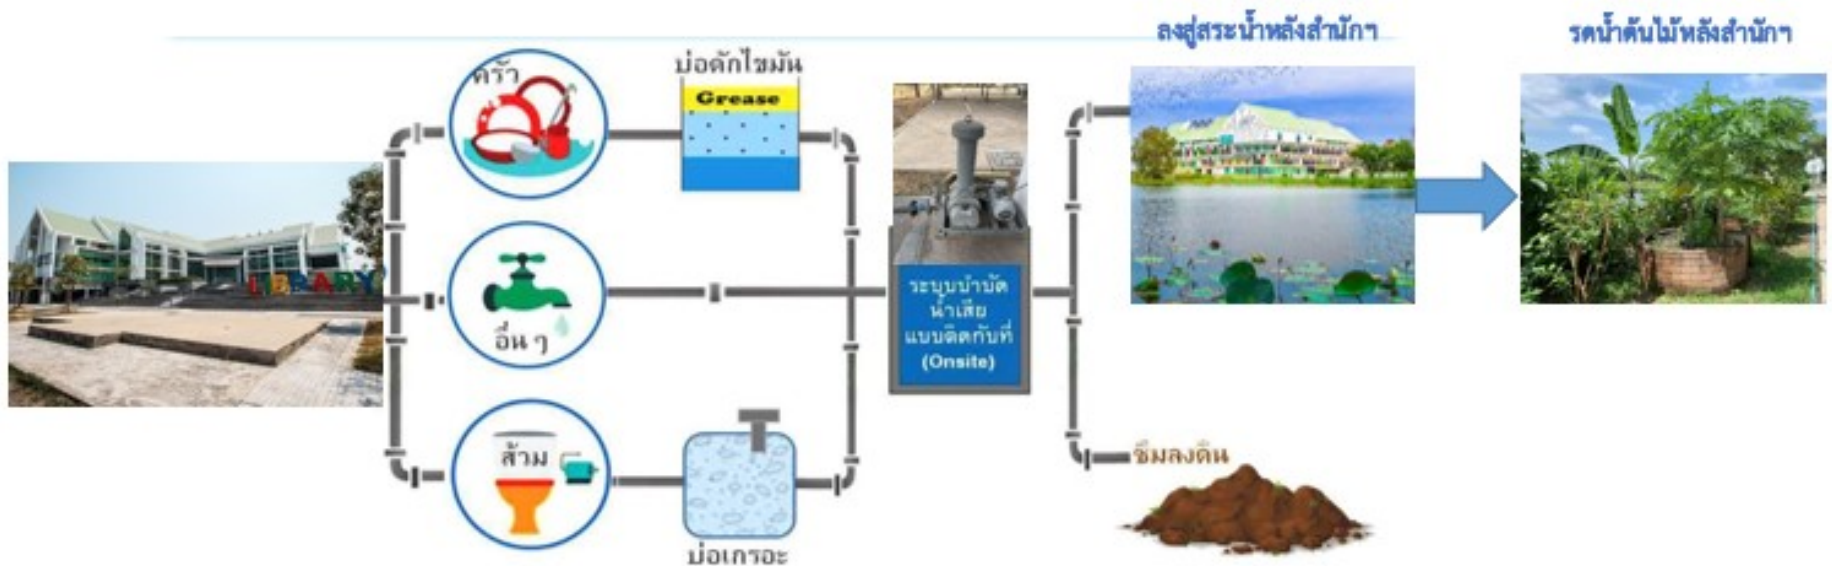 ลงสู่สระน้ำหลังสำนักฯ
รดน้ำต้นไม้หลังสำนักฯ
ครัว
บ่อดักไขมัน
Grease
LIBRARY
อื่น ๆ
ระบบบำบัด
น้ำเสีย
แบบติดกับที่
(Onsite)
ส้วม
บ่อเกรอะ
ซึมลงดิน